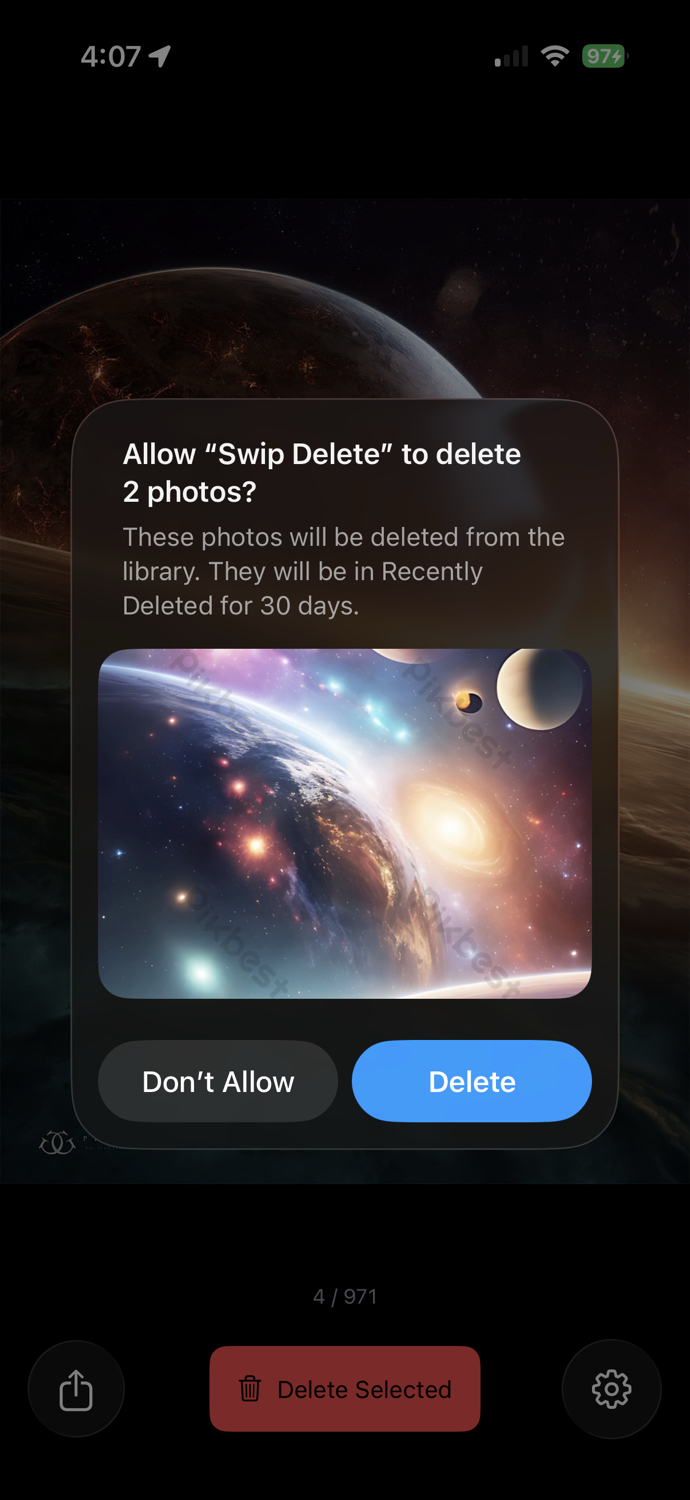 4:07
97
Allow “Swip Delete” to delete
2 photos?
These photos will be deleted from the
library. They will be in Recently
Deleted for 30 days.
Pikbest
Pikbest
Pikbest
Pikbest
Don’t Allow
Delete
4 / 971
Delete Selected